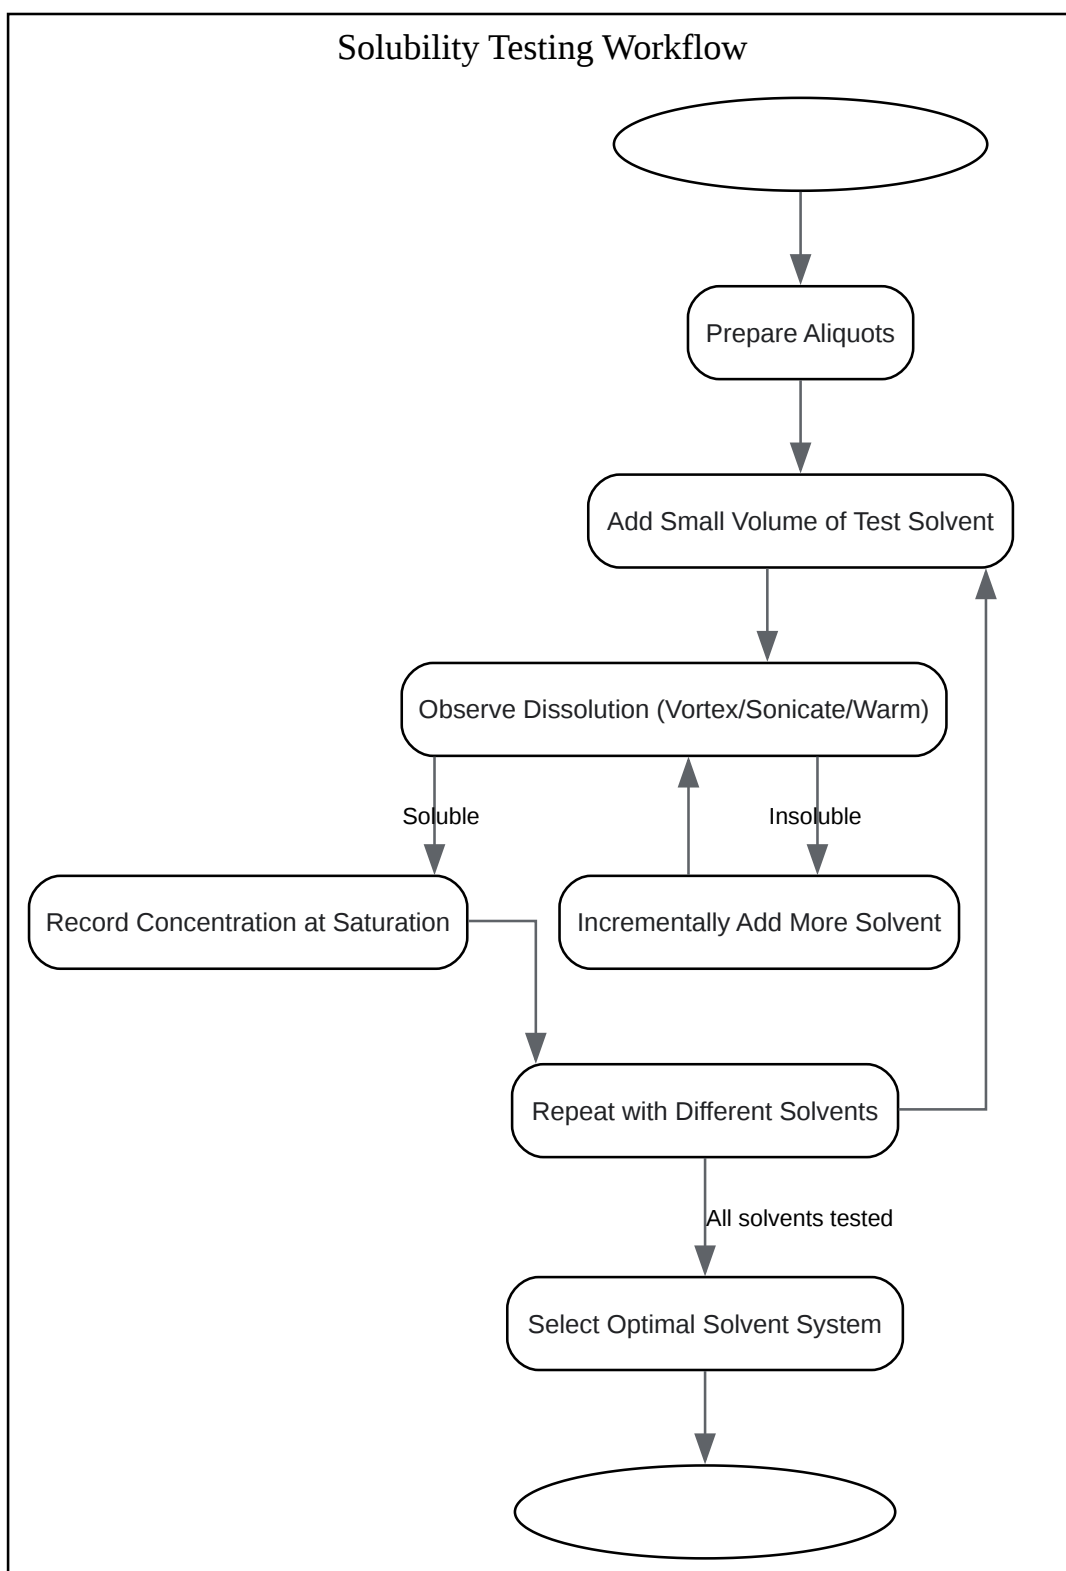 Solubility Testing Workflow
Prepare Aliquots
Add Small Volume of Test Solvent
Observe Dissolution (Vortex/Sonicate/Warm)
Soluble
Insoluble
Record Concentration at Saturation
Incrementally Add More Solvent
Repeat with Different Solvents
All solvents tested
Select Optimal Solvent System